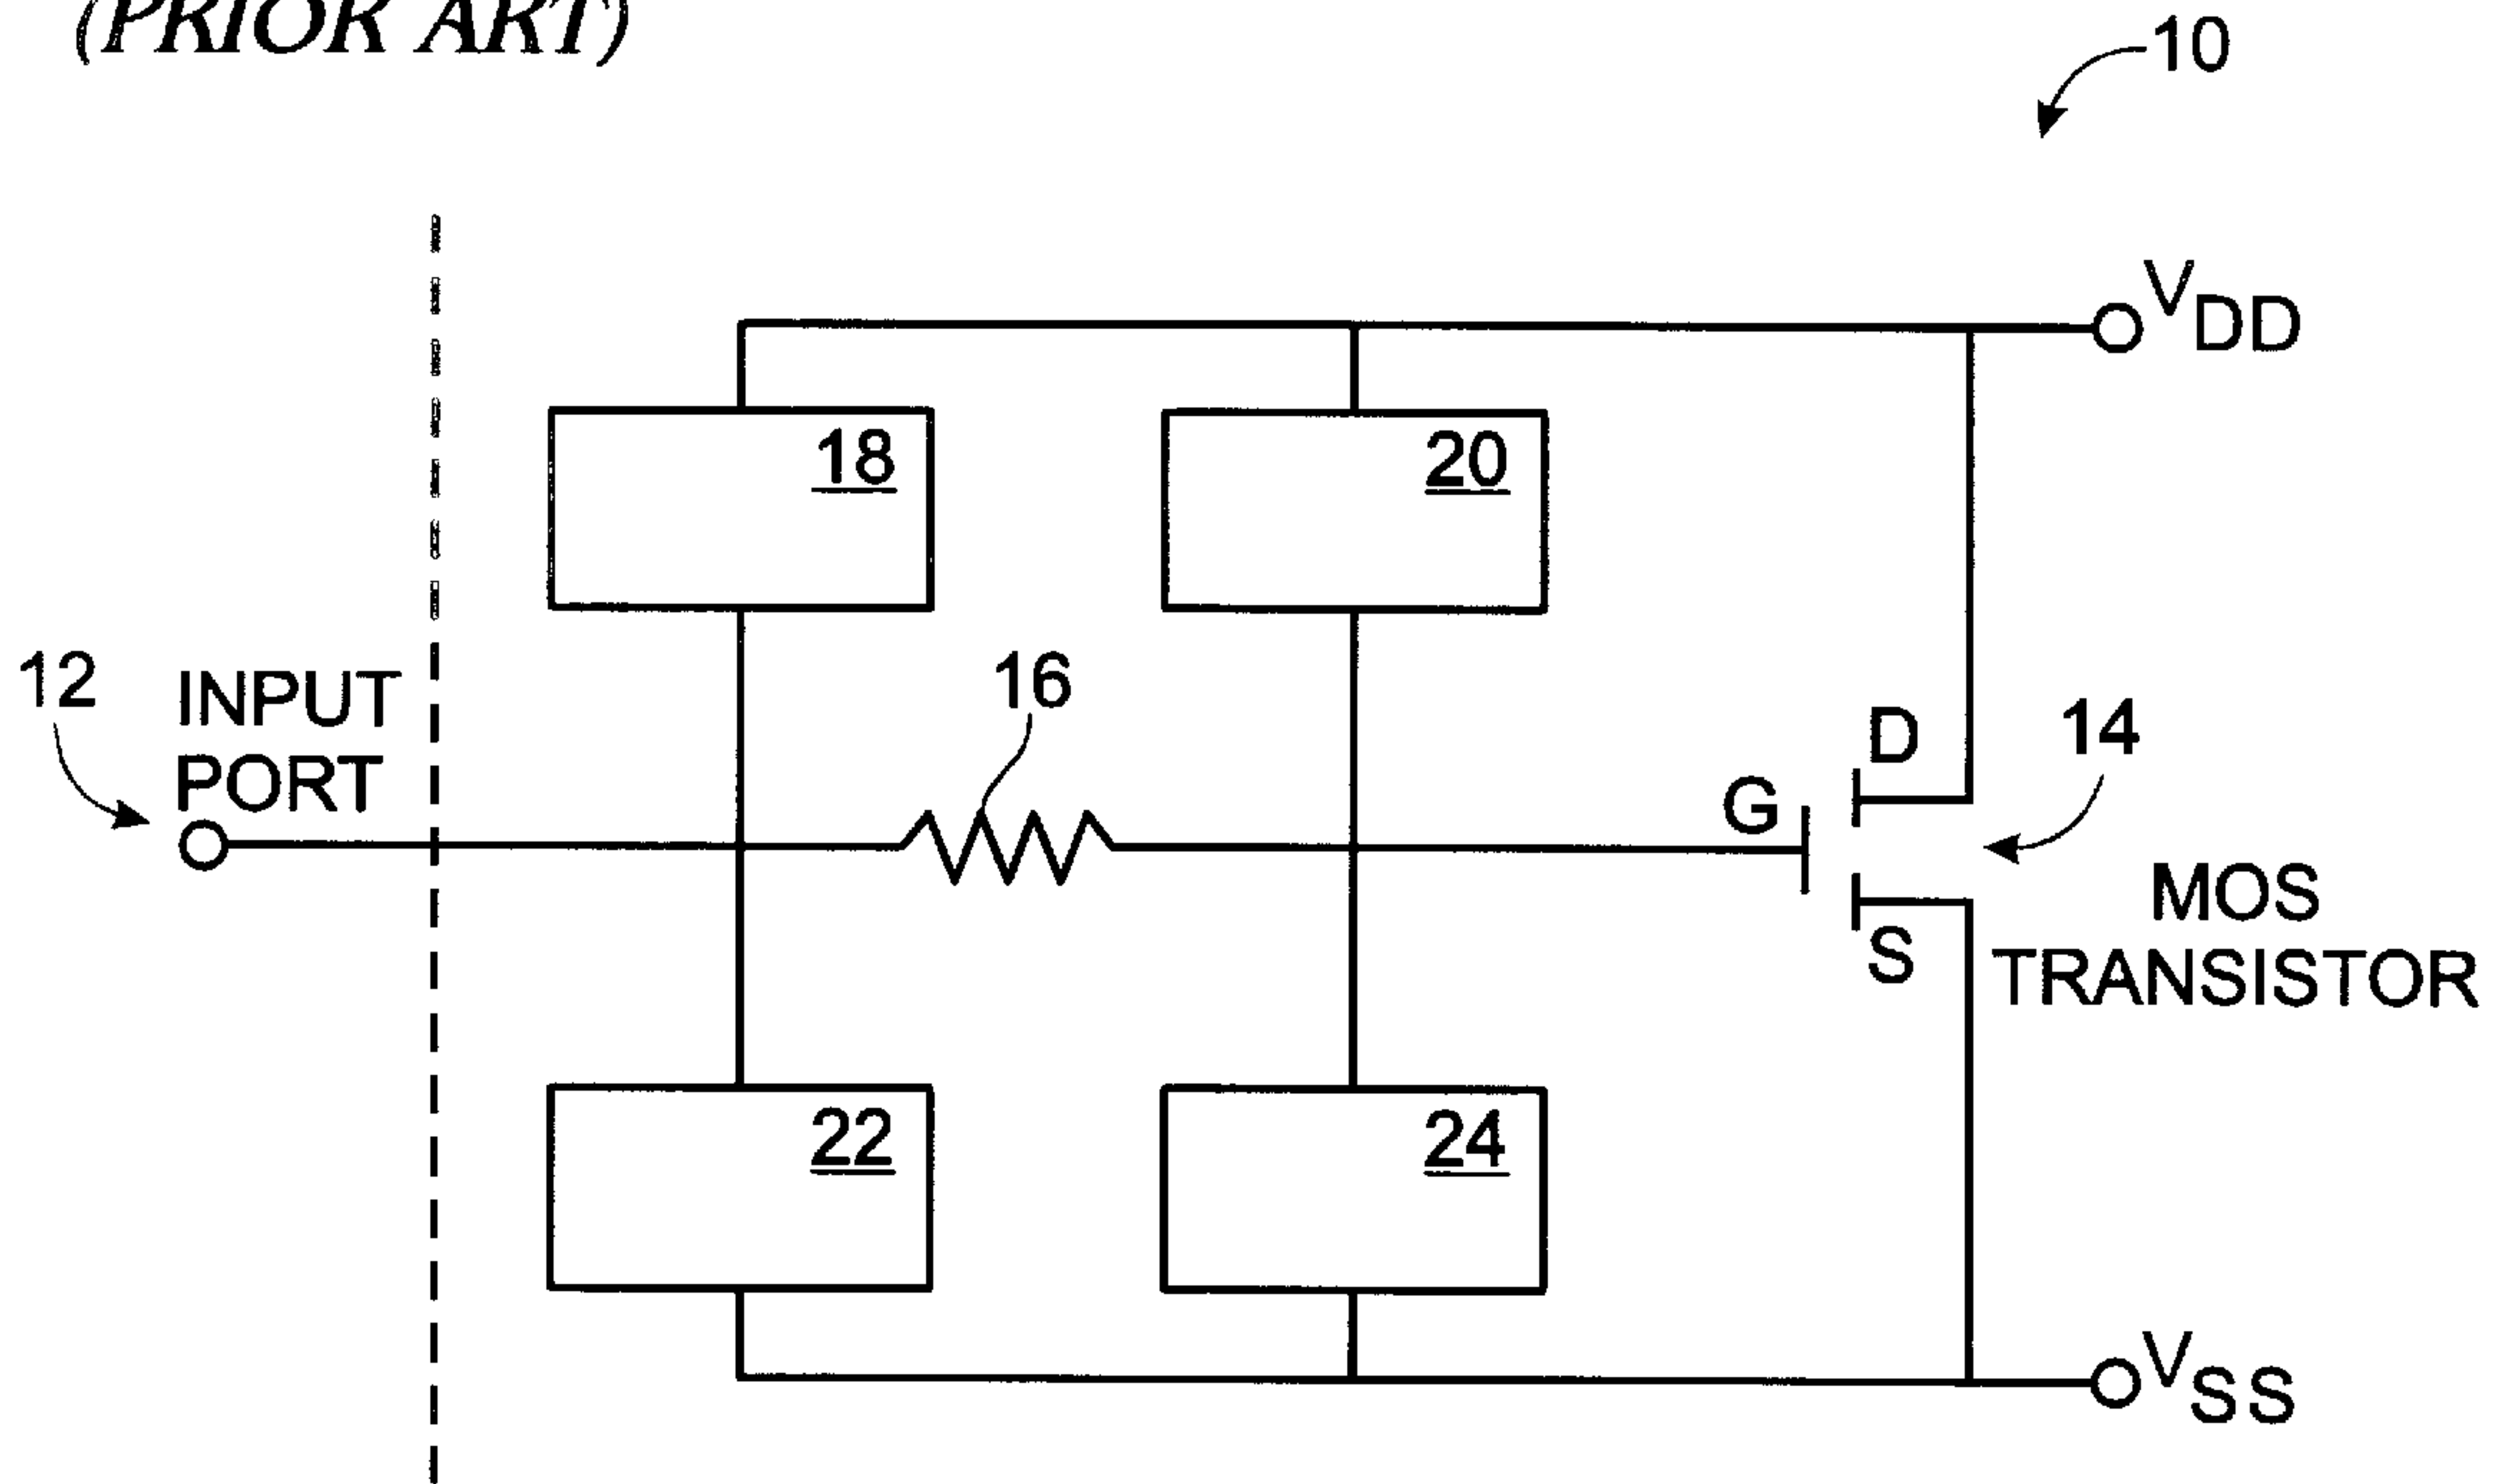 (PRIOR ART)
10
VDD
18
20
12
INPUT
PORT
16
D
14
G
MOS
TRANSISTOR
S
22
24
VSS